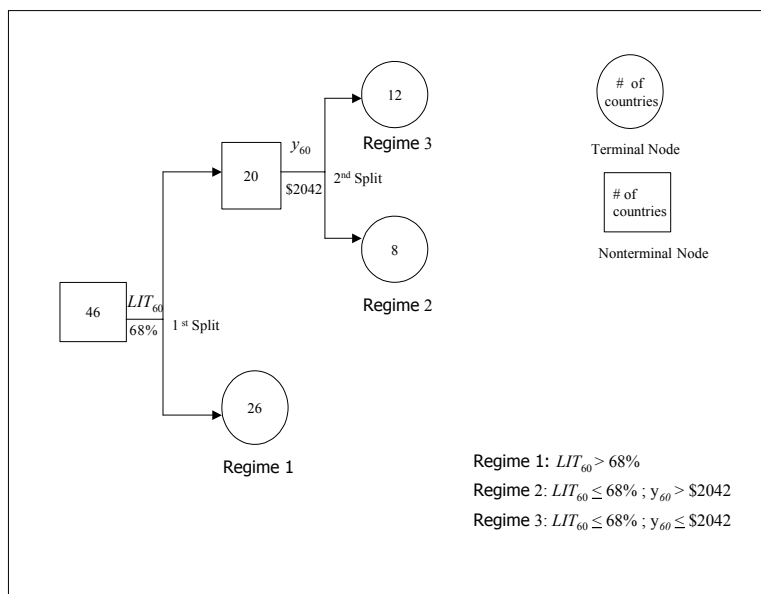 12
# of
countries
Regime 3
Terminal Node
y60
20
$2042
2nd Split
# of
countries
8
Nonterminal Node
Regime 2
46
LIT60
68%
1 st Split
26
Regime 1
Regime 1: LIT60 > 68%
Regime 2: LIT60 ≤ 68% ; y60 > $2042
Regime 3: LIT60 ≤ 68% ; y60 ≤ $2042